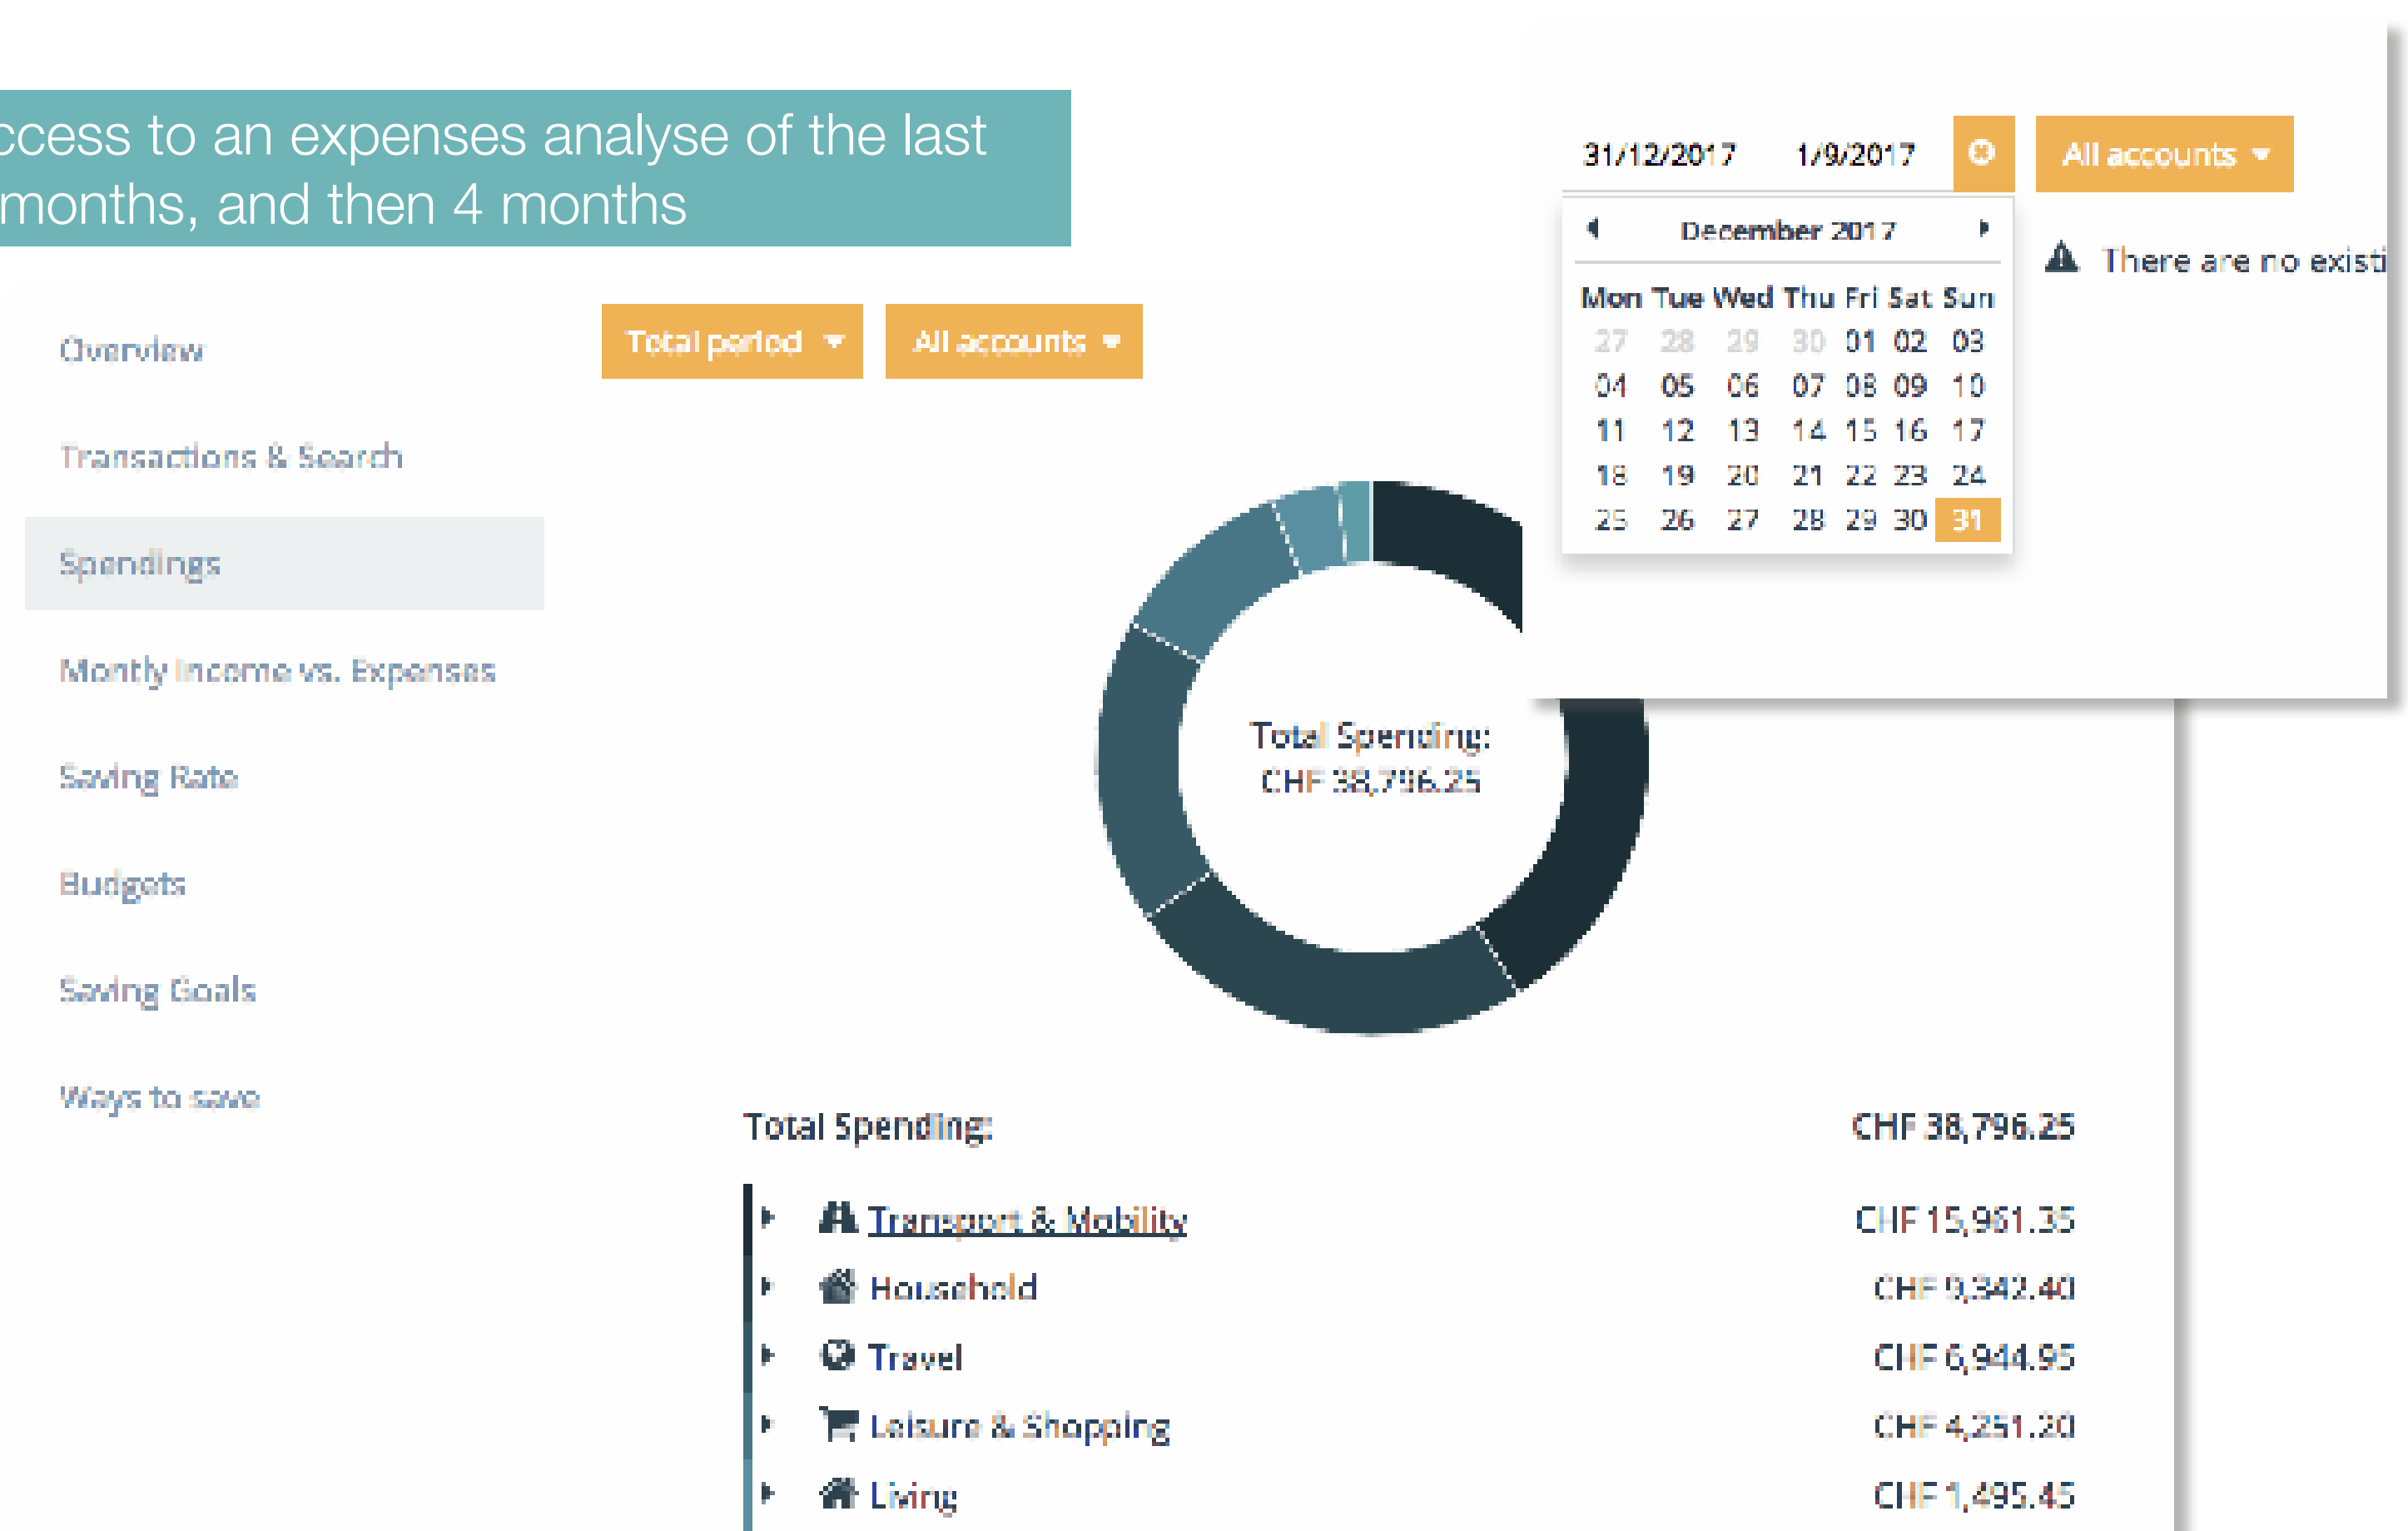 ccess to an expenses analyse of the last
months, and then 4 months
31/12/2017 1/9/2017 All accounts
December 2017
There are no existi
Mon Tue Wed Thu Fri Sat Sun
27 28 29 30 01 02 03
04 05 06 07 08 09 10
11 12 13 14 15 16 17
18 19 20 21 22 23 24
25 26 27 28 29 30 31
Total period All accounts
Overview
Transactions & Search
Spendings
Montly Income vs. Expenses
Saving Rate
Budgets
Saving Goals
Ways to save
Total Spending:
CHF 38,796.25
Total Spending: CHF 38,796.25
Transport & Mobility CHF 15,961.35
Household CHF 9,342.40
Travel CHF 6,944.95
Leisure & Shopping CHF 4,251.20
Living CHF 1,495.45